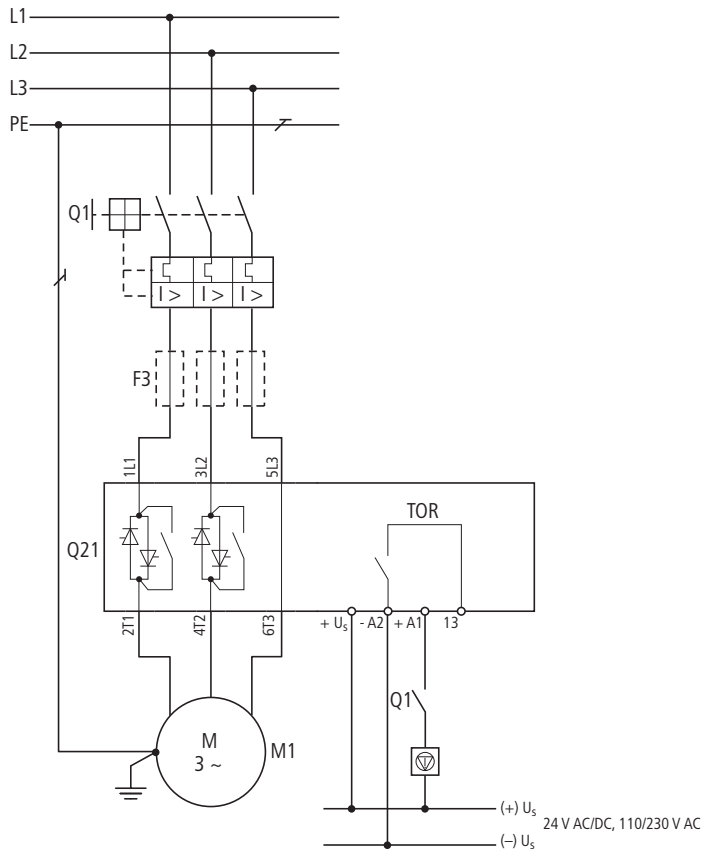 L1
L2
L3
PE
Q1
I > I > I >
F3
1L1 3L2 5L3
TOR
Q21
2T1 4T2 6T3
+ Us - A2 + A1 13
Q1
M
3 ~
M1
(+) Us
24 V AC/DC, 110/230 V AC
(–) Us